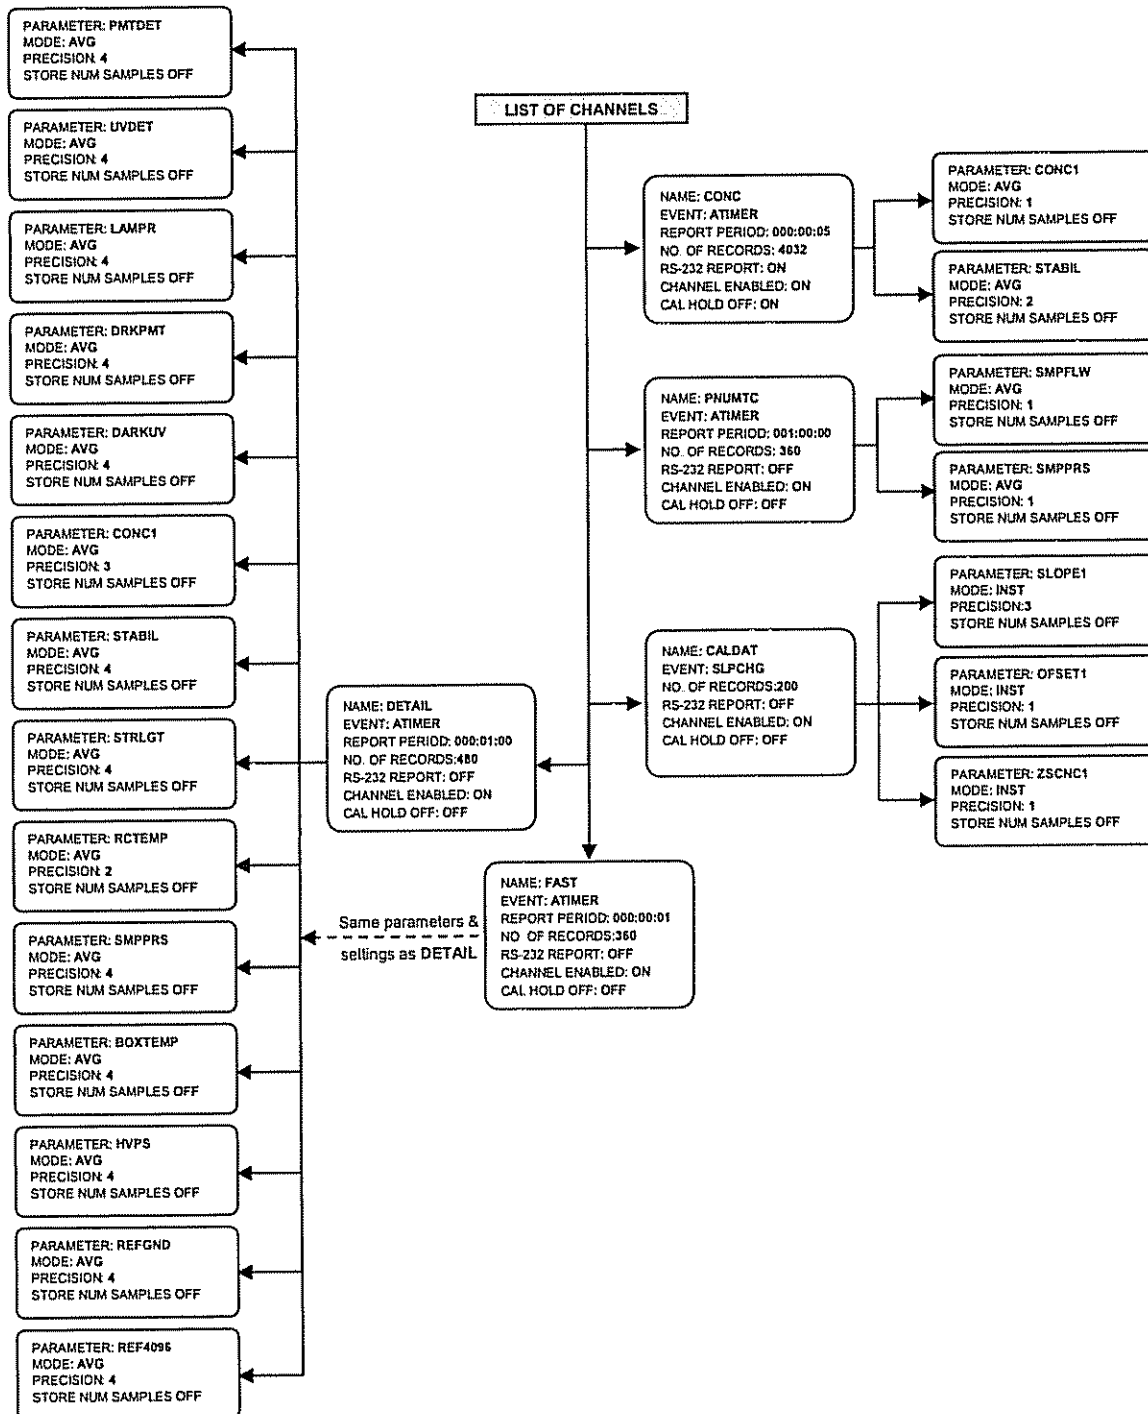 PARAMETER: PMTDET
MODE: AVG
PRECISION: 4
STORE NUM SAMPLES OFF
PARAMETER: UVDET
MODE: AVG
PRECISION: 4
STORE NUM SAMPLES OFF
PARAMETER: LAMPR
MODE: AVG
PRECISION: 4
STORE NUM SAMPLES OFF
PARAMETER: DRKPMT
MODE: AVG
PRECISION: 4
STORE NUM SAMPLES OFF
PARAMETER: DARKUV
MODE: AVG
PRECISION: 4
STORE NUM SAMPLES OFF
PARAMETER: CONC1
MODE: AVG
PRECISION: 3
STORE NUM SAMPLES OFF
PARAMETER: STABIL
MODE: AVG
PRECISION: 4
STORE NUM SAMPLES OFF
PARAMETER: STRLGT
MODE: AVG
PRECISION: 4
STORE NUM SAMPLES OFF
PARAMETER: RCTEMP
MODE: AVG
PRECISION: 2
STORE NUM SAMPLES OFF
PARAMETER: SMPPRS
MODE: AVG
PRECISION: 4
STORE NUM SAMPLES OFF
PARAMETER: BOXTEMP
MODE: AVG
PRECISION: 4
STORE NUM SAMPLES OFF
PARAMETER: HVPS
MODE: AVG
PRECISION: 4
STORE NUM SAMPLES OFF
PARAMETER: REFGND
MODE: AVG
PRECISION: 4
STORE NUM SAMPLES OFF
PARAMETER: REF4096
MODE: AVG
PRECISION: 4
STORE NUM SAMPLES OFF
LIST OF CHANNELS
NAME: CONC
EVENT: ATIMER
REPORT PERIOD: 000:00:05
NO. OF RECORDS: 4032
RS-232 REPORT: ON
CHANNEL ENABLED: ON
CAL HOLD OFF: ON
PARAMETER: CONC1
MODE: AVG
PRECISION: 1
STORE NUM SAMPLES OFF
PARAMETER: STABIL
MODE: AVG
PRECISION: 2
STORE NUM SAMPLES OFF
NAME: PNUMTC
EVENT: ATIMER
REPORT PERIOD: 001:00:00
NO. OF RECORDS: 360
RS-232 REPORT: OFF
CHANNEL ENABLED: ON
CAL HOLD OFF: OFF
PARAMETER: SMPFLW
MODE: AVG
PRECISION: 1
STORE NUM SAMPLES OFF
PARAMETER: SMPPRS
MODE: AVG
PRECISION: 1
STORE NUM SAMPLES OFF
NAME: CALDAT
EVENT: SLPCHG
NO. OF RECORDS:200
RS-232 REPORT: OFF
CHANNEL ENABLED: ON
CAL HOLD OFF: OFF
PARAMETER: SLOPE1
MODE: INST
PRECISION:3
STORE NUM SAMPLES OFF
PARAMETER: OFSET1
MODE: INST
PRECISION: 1
STORE NUM SAMPLES OFF
PARAMETER: ZSCNC1
MODE: INST
PRECISION: 1
STORE NUM SAMPLES OFF
NAME: DETAIL
EVENT: ATIMER
REPORT PERIOD: 000:01:00
NO. OF RECORDS:480
RS-232 REPORT: OFF
CHANNEL ENABLED: ON
CAL HOLD OFF: OFF
NAME: FAST
EVENT: ATIMER
REPORT PERIOD: 000:00:01
NO OF RECORDS:360
RS-232 REPORT: OFF
CHANNEL ENABLED: ON
CAL HOLD OFF: OFF
Same parameters &
settings as DETAIL